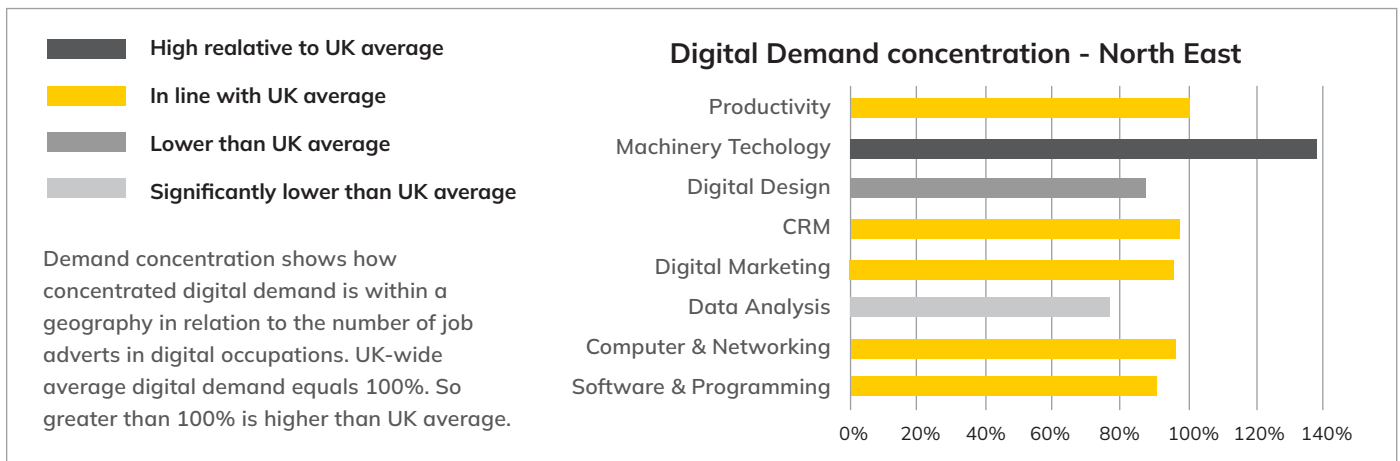 High realative to UK average
In line with UK average
Lower than UK average
Significantly lower than UK average
Demand concentration shows how
concentrated digital demand is within a
geography in relation to the number of job
adverts in digital occupations. UK-wide
average digital demand equals 100%. So
greater than 100% is higher than UK average.
Digital Demand concentration - North East
Productivity
Machinery Techology
Digital Design
CRM
Digital Marketing
Data Analysis
Computer & Networking
Software & Programming
0% 20% 40% 60% 80% 100% 120% 140%